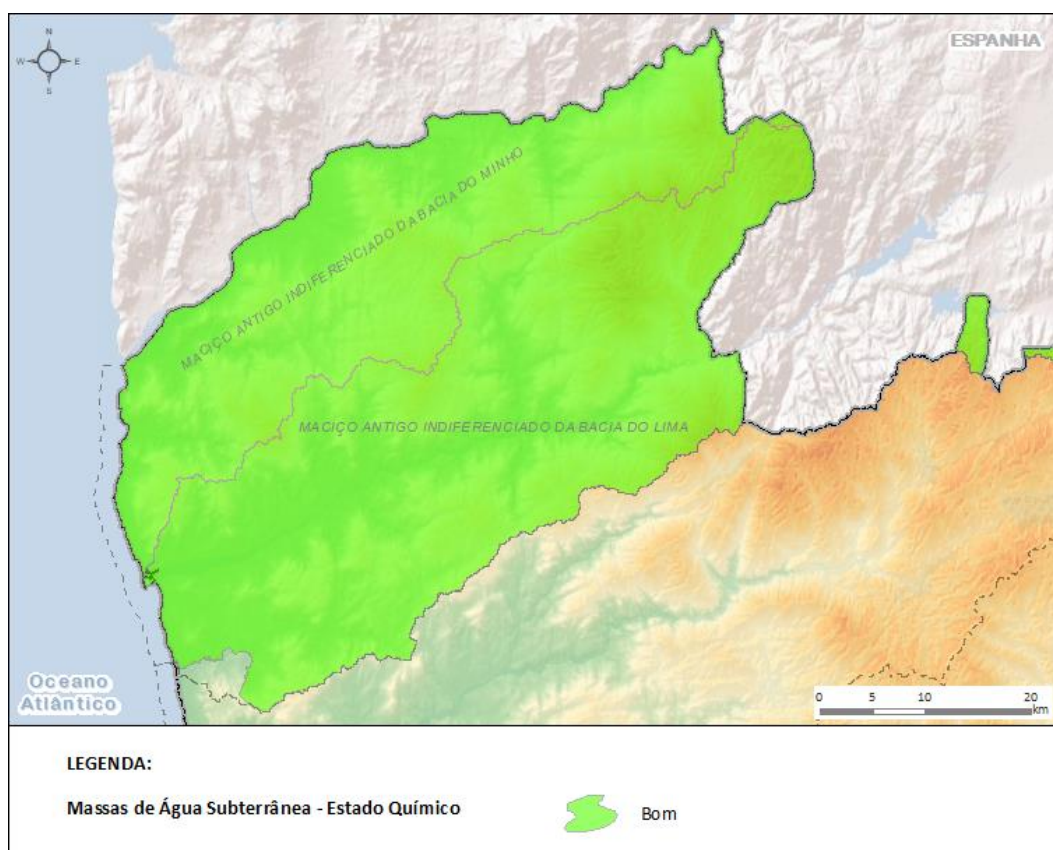 N
W E
S
ESPANHA
MACIÇO ANTIGO INDIFERENCIADO DA BACIA DO MINHO
MACIÇO ANTIGO INDIFERENCIADO DA BACIA DO LIMA
Oceano
Atlântico
0 5 10 20
km
LEGENDA:
Massas de Água Subterrânea - Estado Químico
Bom